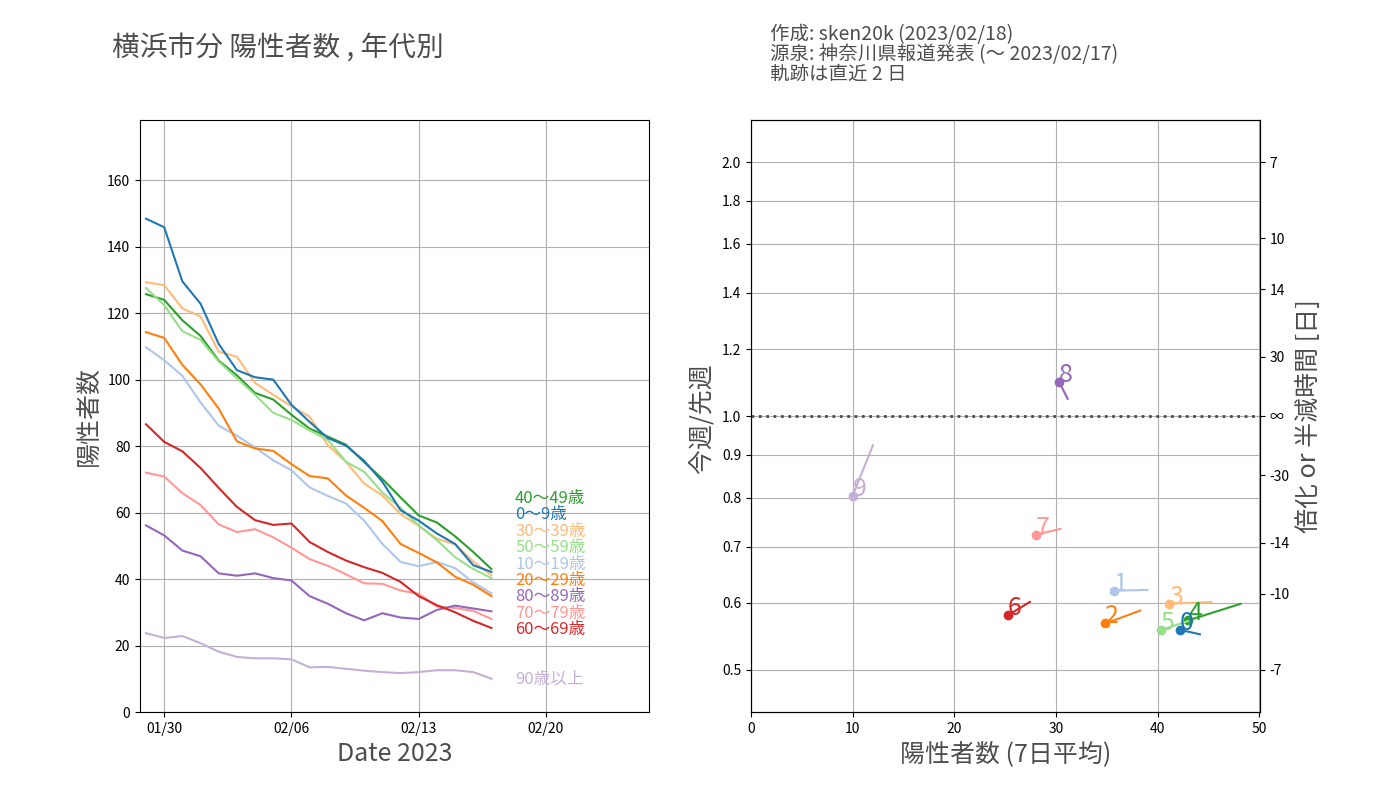 横浜市分 陽性者数 , 年代別
作成: sken20k (2023/02/18)
源泉: 神奈川県報道発表 (〜 2023/02/17)
軌跡は直近 2 日
陽性者数
160
140
120
100
80
60
40
20
0
01/30
02/06
02/13
02/20
Date 2023
40〜49歳
0〜9歳
30〜39歳
50〜59歳
10〜19歳
20〜29歳
80〜89歳
70〜79歳
60〜69歳
90歳以上
今週/先週
2.0
1.8
1.6
1.4
1.2
1.0
0.9
0.8
0.7
0.6
0.5
8
9
7
1
3
6
2
5
4
0
0
10
20
30
40
50
陽性者数 (7日平均)
7
10
14
30
∞
-30
-14
-10
-7
倍化 or 半減時間 [日]